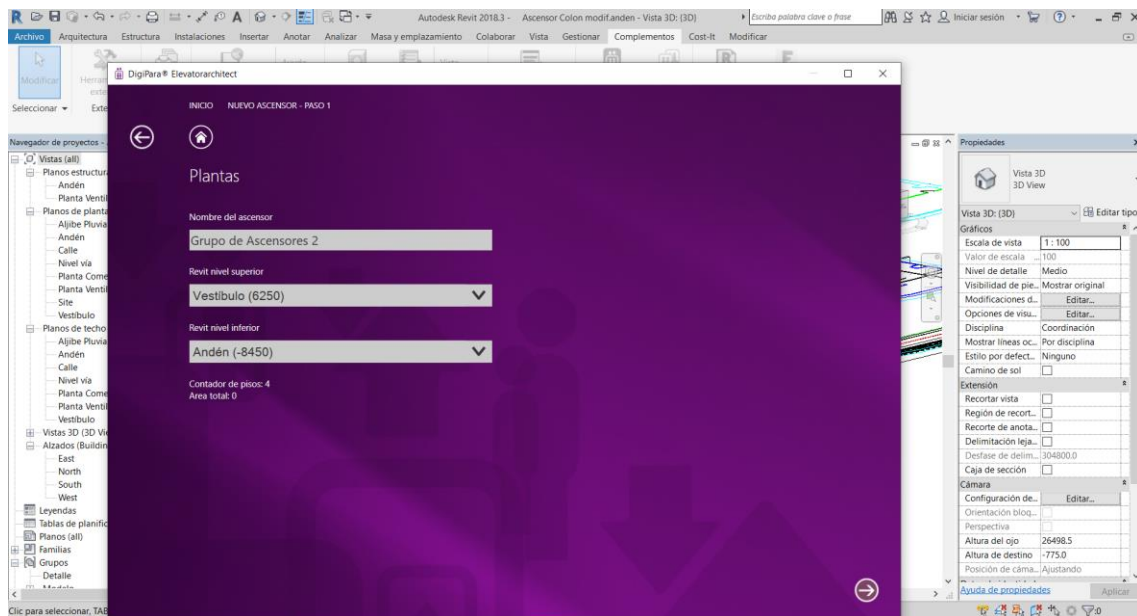 Autodesk Revit 2018.3 - Ascensor Colon modif.anden - Vista 3D: {3D}
Escriba palabra clave o frase
Iniciar sesión
Archivo Arquitectura Estructura Instalaciones Insertar Anotar Analizar Masa y emplazamiento Colaborar Vista Gestionar Complementos Cost-It Modificar
Modificar
Seleccionar
DigiPara® Elevatorarchitect
INICIO NUEVO ASCENSOR - PASO 1
Plantas
Nombre del ascensor
Grupo de Ascensores 2
Revit nivel superior
Vestíbulo (6250)
Revit nivel inferior
Andén (-8450)
Contador de pisos: 4
Area total: 0
Navegador de proyectos -
Vistas (all)
Planos estructur
Andén
Planta Ventil
Planos de planta
Aljibe Pluvia
Andén
Calle
Nivel vía
Planta Come
Planta Ventil
Site
Vestíbulo
Planos de techo
Aljibe Pluvia
Andén
Calle
Nivel vía
Planta Come
Planta Ventil
Vestíbulo
Vistas 3D (3D Vie
Alzados (Buildin
East
North
South
West
Leyendas
Tablas de planific
Planos (all)
Familias
Grupos
Detalle
Clic para seleccionar, TAB
Propiedades
Vista 3D
3D View
Vista 3D: {3D}
Editar tipo
Gráficos
Escala de vista 1 : 100
Valor de escala ... 100
Nivel de detalle Medio
Visibilidad de pie... Mostrar original
Modificaciones d... Editar...
Opciones de visu... Editar...
Disciplina Coordinación
Mostrar líneas oc... Por disciplina
Estilo por defect... Ninguno
Camino de sol
Extensión
Recortar vista
Región de recort...
Recorte de anota...
Delimitación leja...
Desfase de delim... 304800.0
Caja de sección
Cámara
Configuración de... Editar...
Orientación bloq...
Perspectiva
Altura del ojo 26498.5
Altura de destino -775.0
Posición de cáma... Ajustando
Ayuda de propiedades Aplicar
:0